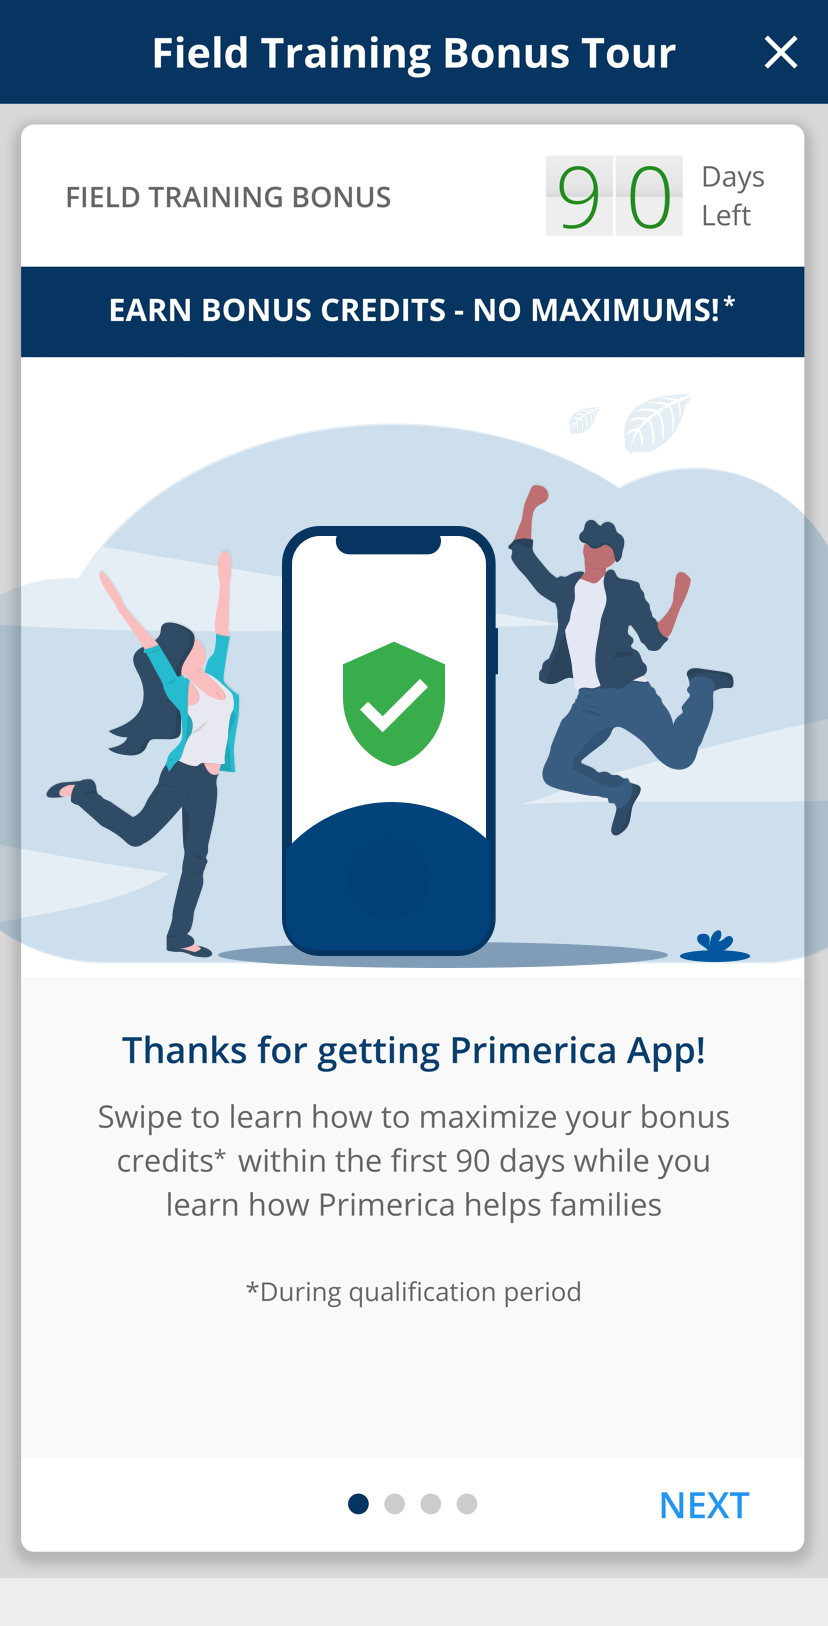 Field Training Bonus Tour
FIELD TRAINING BONUS
90
Days
Left
EARN BONUS CREDITS - NO MAXIMUMS!*
Thanks for getting Primerica App!
Swipe to learn how to maximize your bonus
credits* within the first 90 days while you
learn how Primerica helps families
*During qualification period
NEXT